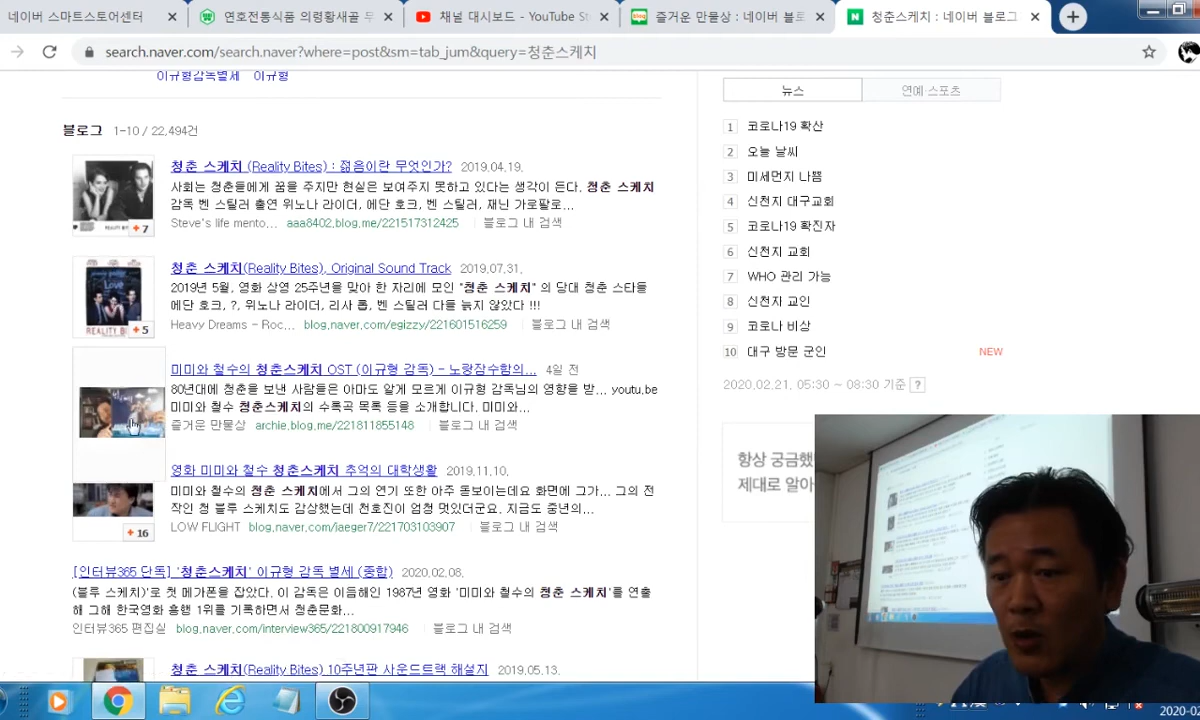 네이버 스마트스토어센터
연호전통식품 의령황새골
채널 대시보드 - YouTube St
즐거운 만물상 : 네이버 블로
청춘스케치 : 네이버 블로그
search.naver.com/search.naver?where=post&sm=tab_jum&query=청춘스케치
이규형감독별세 이규형
블로그 1-10 / 22,494건
청춘 스케치 (Reality Bites) : 젊음이란 무엇인가? 2019.04.19.
사회는 청춘들에게 꿈을 주지만 현실은 보여주지 못하고 있다는 생각이 든다. 청춘 스케치
감독 벤 스틸러 출연 위노나 라이더, 에단 호크, 벤 스틸러, 재닌 가로팔로...
Steve's life mento... aaa8402.blog.me/221517312425 블로그 내 검색
+7
청춘 스케치(Reality Bites), Original Sound Track 2019.07.31.
2019년 5월, 영화 상영 25주년을 맞아 한 자리에 모인 "청춘 스케치" 의 당대 청춘 스타들
에단 호크, ?, 위노나 라이더, 리사 롭, 벤 스틸러 다들 늙지 않았다 !!!
Heavy Dreams - Roc... blog.naver.com/egizzy/221601516259 블로그 내 검색
+5
미미와 철수의 청춘스케치 OST (이규형 감독) - 노량잠수함의... 4일 전
80년대에 청춘을 보낸 사람들은 아마도 알게 모르게 이규형 감독님의 영향을 받... youtu.be
미미와 철수 청춘스케치의 수록곡 목록 등을 소개합니다. 미미와...
즐거운 만물상 archie.blog.me/221811855148 블로그 내 검색
영화 미미와 철수 청춘스케치 추억의 대학생활 2019.11.10.
미미와 철수의 청춘 스케치에서 그의 연기 또한 아주 돋보이는데요 화면에 그가... 그의 전
작인 청 블루 스케치도 감상했는데 천호진이 엄청 멋있더군요. 지금도 중년의...
LOW FLIGHT blog.naver.com/jaeger7/221703103907 블로그 내 검색
+16
[인터뷰365 단독] '청춘스케치' 이규형 감독 별세 (종합) 2020.02.08.
(블루 스케치)'로 첫 메가폰을 잡았다. 이 감독은 이듬해인 1987년 영화 '미미와 철수의 청춘 스케치'를 연출
해 그해 한국영화 흥행 1위를 기록하면서 청춘문화...
인터뷰365 편집실 blog.naver.com/interview365/221800917946 블로그 내 검색
청춘 스케치(Reality Bites) 10주년판 사운드트랙 해설지 2019.05.13.
뉴스 연예·스포츠
1 코로나19 확산
2 오늘 날씨
3 미세먼지 나쁨
4 신천지 대구교회
5 코로나19 확진자
6 신천지 교회
7 WHO 관리 가능
8 신천지 교인
9 코로나 비상
10 대구 방문 군인 NEW
2020.02.21. 05:30 ~ 08:30 기준 ?
항상 궁금했
제대로 알아
2020-02